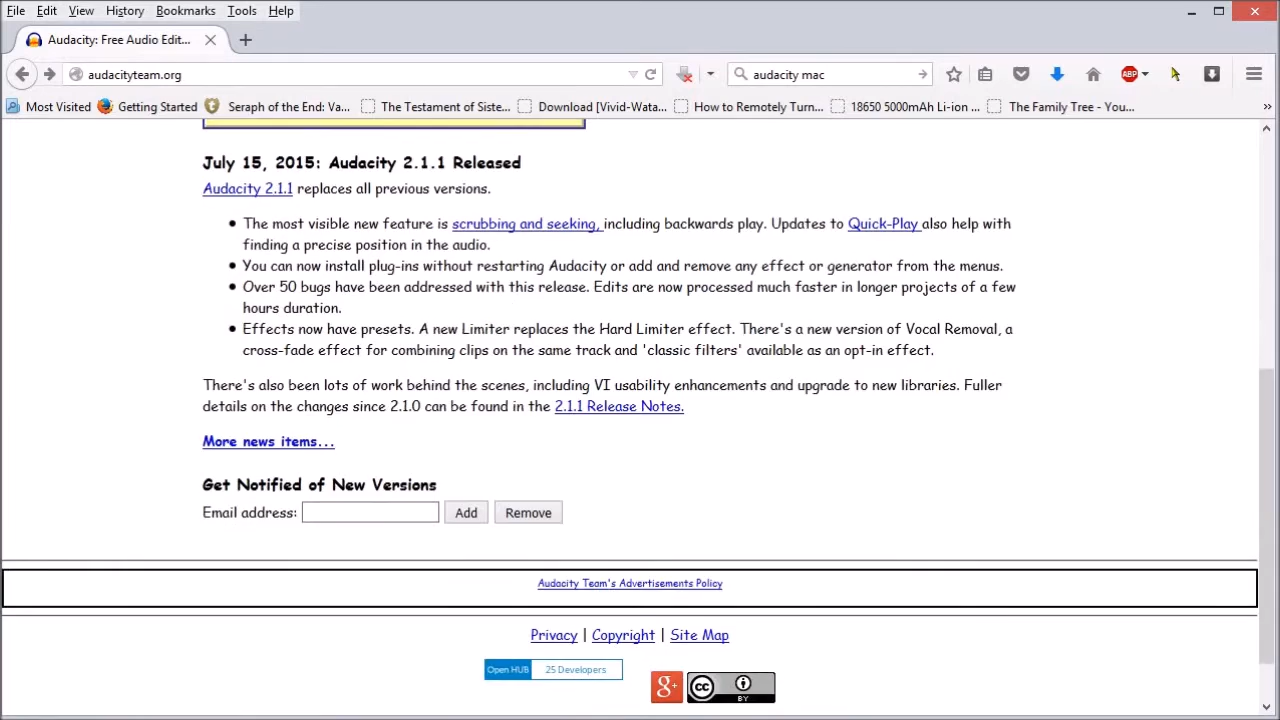 File Edit View History Bookmarks Tools Help
Audacity: Free Audio Edit...
audacityteam.org
audacity mac
ABP
Most Visited Getting Started Seraph of the End: Va... The Testament of Siste... Download [Vivid-Wata... How to Remotely Turn... 18650 5000mAh Li-ion ... The Family Tree - You... »
July 15, 2015: Audacity 2.1.1 Released
Audacity 2.1.1 replaces all previous versions.
• The most visible new feature is scrubbing and seeking, including backwards play. Updates to Quick-Play also help with
finding a precise position in the audio.
• You can now install plug-ins without restarting Audacity or add and remove any effect or generator from the menus.
• Over 50 bugs have been addressed with this release. Edits are now processed much faster in longer projects of a few
hours duration.
• Effects now have presets. A new Limiter replaces the Hard Limiter effect. There's a new version of Vocal Removal, a
cross-fade effect for combining clips on the same track and 'classic filters' available as an opt-in effect.
There's also been lots of work behind the scenes, including VI usability enhancements and upgrade to new libraries. Fuller
details on the changes since 2.1.0 can be found in the 2.1.1 Release Notes.
More news items...
Get Notified of New Versions
Email address: Add Remove
Audacity Team's Advertisements Policy
Privacy | Copyright | Site Map
Open HUB 25 Developers
g+ cc BY